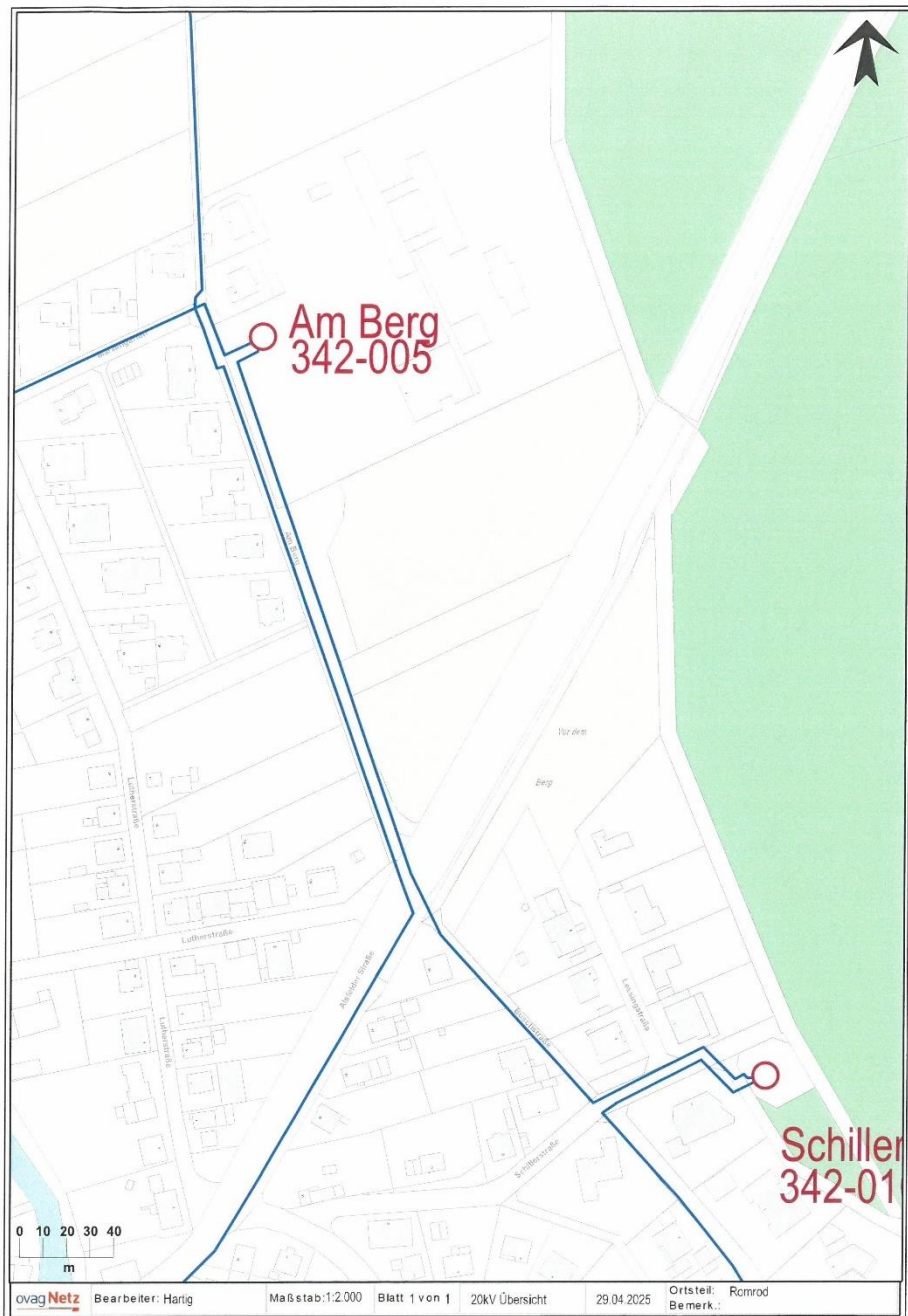 Am Berg
342-005
Am Berg
Vor dem
Berg
Lutherstraße
Lutherstraße
Alsfelder Straße
Lessingstraße
Lutherstraße
Schillerstraße
Schiller
342-01
0 10 20 30 40
m
ovag Netz Bearbeiter: Hartig Maßstab:1:2.000 Blatt 1 von 1 20kV Übersicht 29.04.2025 Ortsteil: Romrod
Bemerk.: